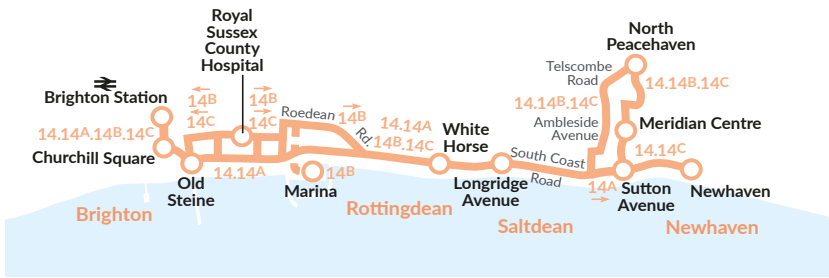 Royal
Sussex
County
Hospital
North
Peacehaven
Telscombe
Road
14.14B.14C
14.14B.14C
Brighton Station
14B
14B
14C
14C
Roedean
Rd.
14B
14.14A
14B.14C
Ambleside
Avenue
Meridian Centre
14.14A.14B.14C
White
Horse
Churchill Square
14.14C
South Coast
Road
14.14A
Old
Steine
Marina
14B
Longridge
Avenue
14A
Sutton
Avenue
Newhaven
Brighton
Rottingdean
Saltdean
Newhaven